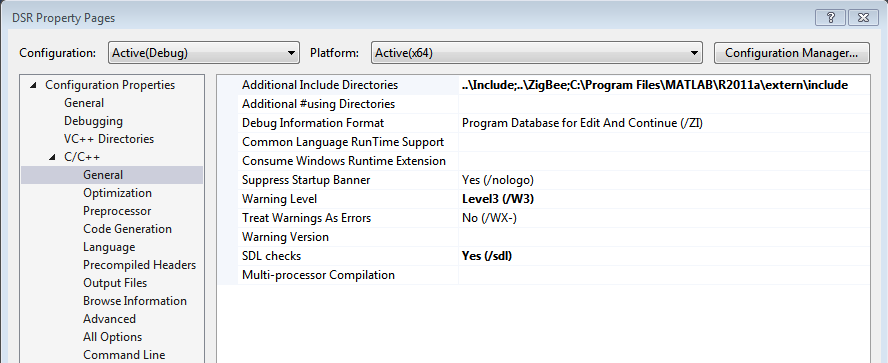 DSR Property Pages
Configuration: Active(Debug) Platform: Active(x64) Configuration Manager...
Configuration Properties
General
Debugging
VC++ Directories
C/C++
General
Optimization
Preprocessor
Code Generation
Language
Precompiled Headers
Output Files
Browse Information
Advanced
All Options
Command Line
Additional Include Directories ..\Include;..\ZigBee;C:\Program Files\MATLAB\R2011a\extern\include
Additional #using Directories
Debug Information Format Program Database for Edit And Continue (/ZI)
Common Language RunTime Support
Consume Windows Runtime Extension
Suppress Startup Banner Yes (/nologo)
Warning Level Level3 (/W3)
Treat Warnings As Errors No (/WX-)
Warning Version
SDL checks Yes (/sdl)
Multi-processor Compilation